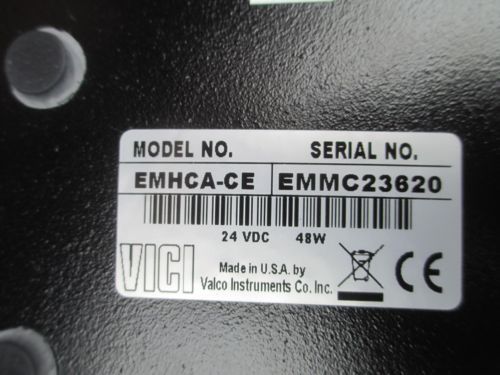 MODEL NO. SERIAL NO.
EMHCA-CE EMMC23620
24 VDC 48W
VICI
Made in U.S.A. by
Valco Instruments Co. Inc.
CE